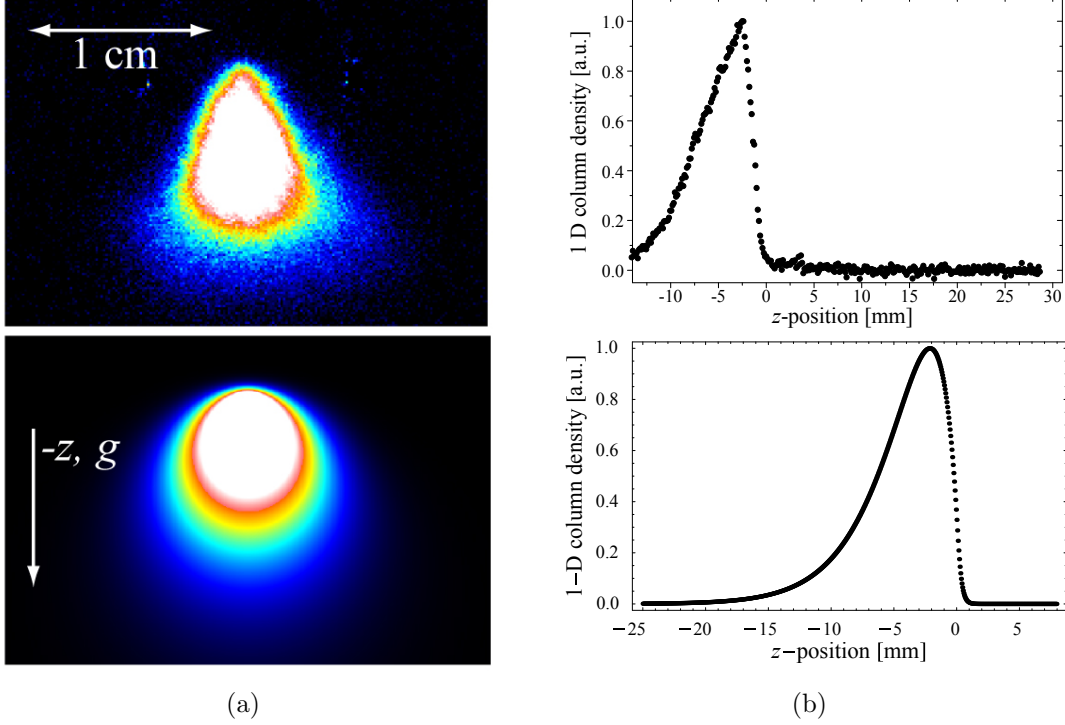 1 cm
-z, g
(a)
1 D column density [a.u.]
1.0
0.8
0.6
0.4
0.2
0.0
-10 -5 0 5 10 15 20 25 30
z-position [mm]
1−D column density [a.u.]
1.0
0.8
0.6
0.4
0.2
0.0
−25 −20 −15 −10 −5 0 5
z−position [mm]
(b)